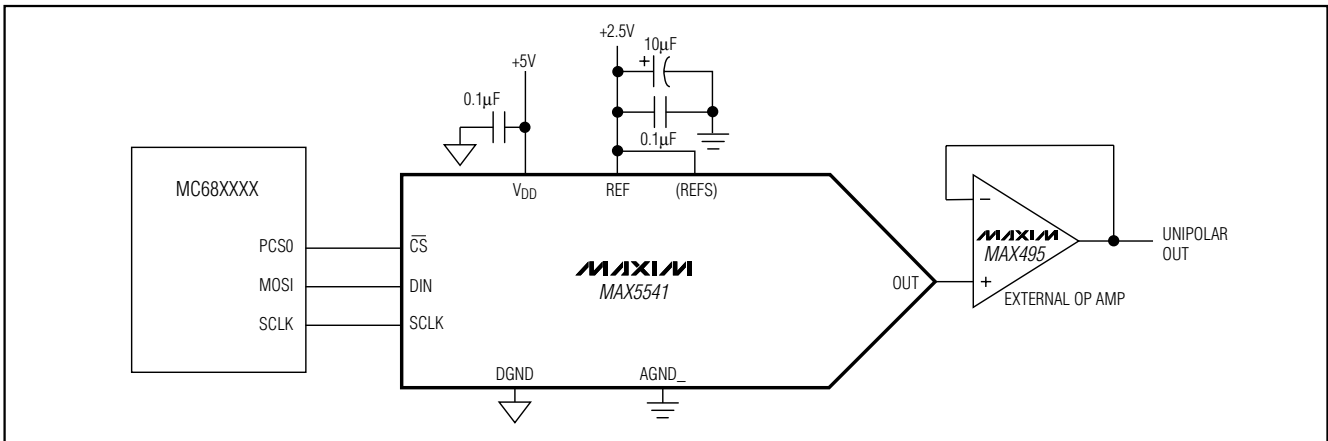 +2.5V
10µF
+
+5V
0.1µF
0.1µF
MC68XXXX
VDD
REF
(REFS)
PCS0
CS
MOSI
DIN
SCLK
SCLK
MAXIM
MAX5541
OUT
DGND
AGND_
−
MAXIM
MAX495
+
UNIPOLAR
OUT
EXTERNAL OP AMP